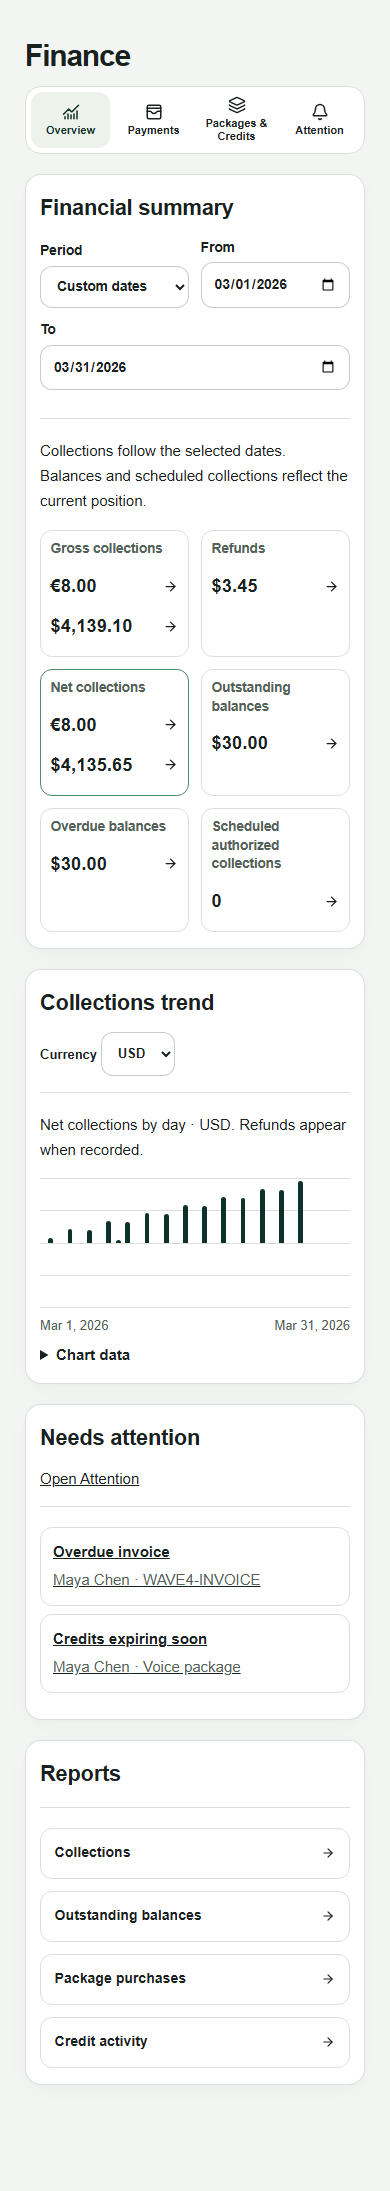 Finance
Overview
Payments
Packages &
Credits
Attention
Financial summary
Period
From
Custom dates
03/01/2026
To
03/31/2026
Collections follow the selected dates.
Balances and scheduled collections reflect the
current position.
Gross collections
€8.00
$4,139.10
Refunds
$3.45
Net collections
€8.00
$4,135.65
Outstanding
balances
$30.00
Overdue balances
$30.00
Scheduled
authorized
collections
0
Collections trend
Currency
USD
Net collections by day · USD. Refunds appear
when recorded.
Mar 1, 2026
Mar 31, 2026
Chart data
Needs attention
Open Attention
Overdue invoice
Maya Chen · WAVE4-INVOICE
Credits expiring soon
Maya Chen · Voice package
Reports
Collections
Outstanding balances
Package purchases
Credit activity